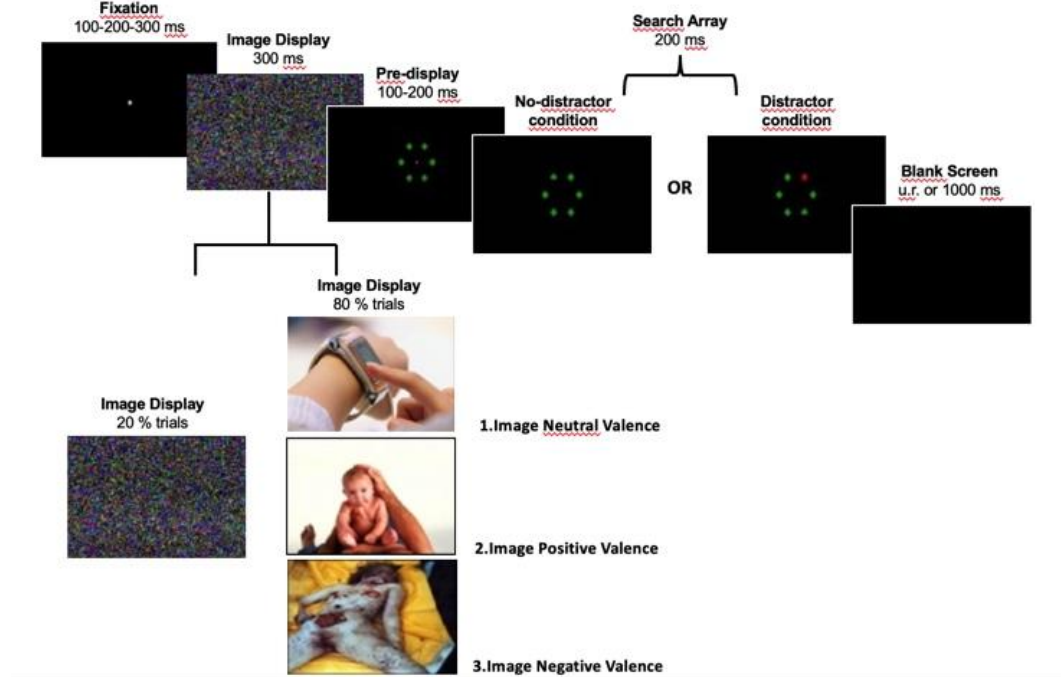 Fixation
100-200-300 ms
Image Display
300 ms
Pre-display
100-200 ms
Search Array
200 ms
No-distractor
condition
OR
Distractor
condition
Blank Screen
u.r. or 1000 ms
Image Display
80 % trials
Image Display
20 % trials
1.Image Neutral Valence
2.Image Positive Valence
3.Image Negative Valence